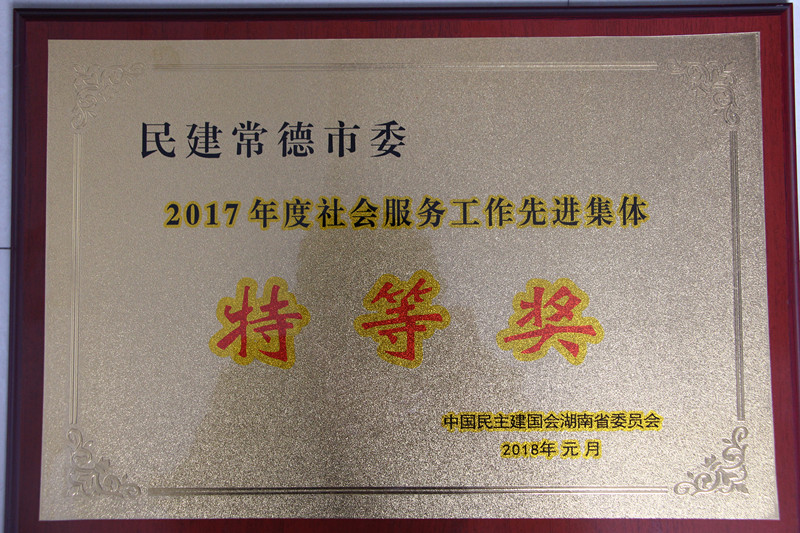 民建常德市委
2017年度社会服务工作先进集体
特等奖
中国民主建国会湖南省委员会
2018年元月